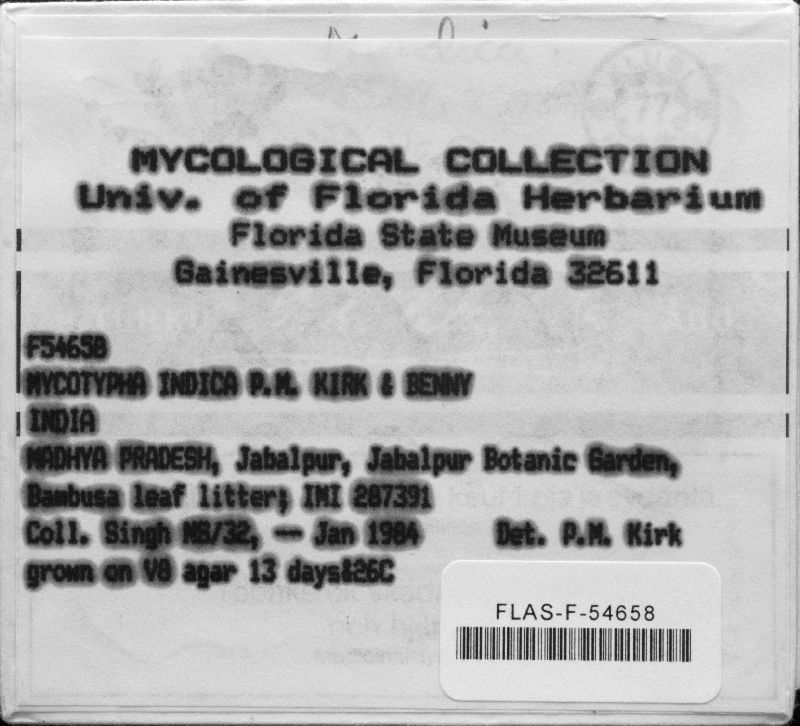 MYCOLOGICAL COLLECTION
Univ. of Florida Herbarium
Florida State Museum
Gainesville, Florida 32611
F54658
MYCOTYPHA INDICA P.M. KIRK & BENNY
INDIA
MADHYA PRADESH, Jabalpur, Jabalpur Botanic Garden,
Bambusa leaf litter; IMI 287391
Coll. Singh NS/32, -- Jan 1984 Det. P.M. Kirk
grown on V8 agar 13 days&26C
FLAS-F-54658